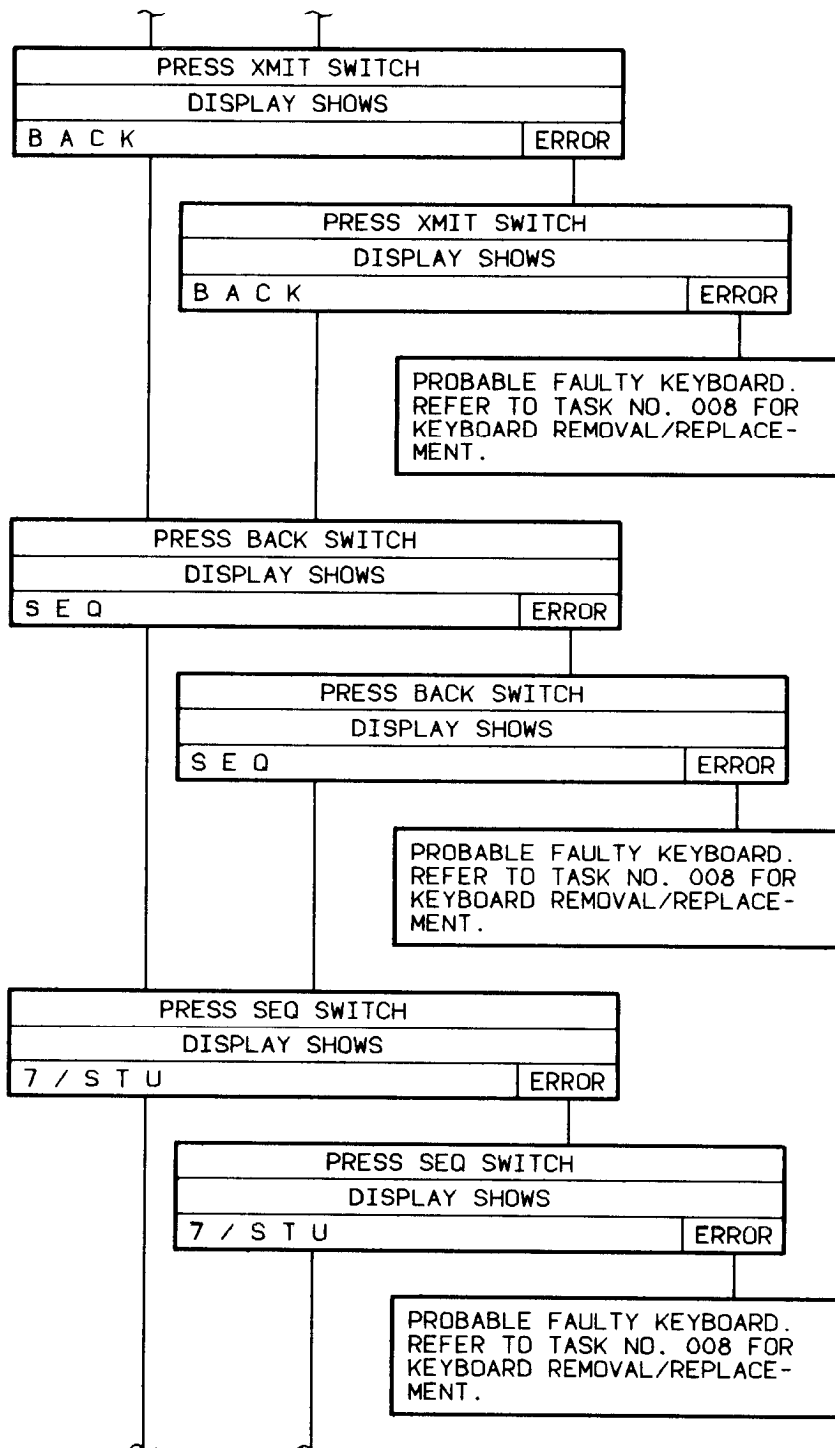 PRESS XMIT SWITCH
DISPLAY SHOWS
B A C K
ERROR
PRESS XMIT SWITCH
DISPLAY SHOWS
B A C K
ERROR
PROBABLE FAULTY KEYBOARD.
REFER TO TASK NO. 008 FOR
KEYBOARD REMOVAL/REPLACE-
MENT.
PRESS BACK SWITCH
DISPLAY SHOWS
S E Q
ERROR
PRESS BACK SWITCH
DISPLAY SHOWS
S E Q
ERROR
PROBABLE FAULTY KEYBOARD.
REFER TO TASK NO. 008 FOR
KEYBOARD REMOVAL/REPLACE-
MENT.
PRESS SEQ SWITCH
DISPLAY SHOWS
7 / S T U
ERROR
PRESS SEQ SWITCH
DISPLAY SHOWS
7 / S T U
ERROR
PROBABLE FAULTY KEYBOARD.
REFER TO TASK NO. 008 FOR
KEYBOARD REMOVAL/REPLACE-
MENT.